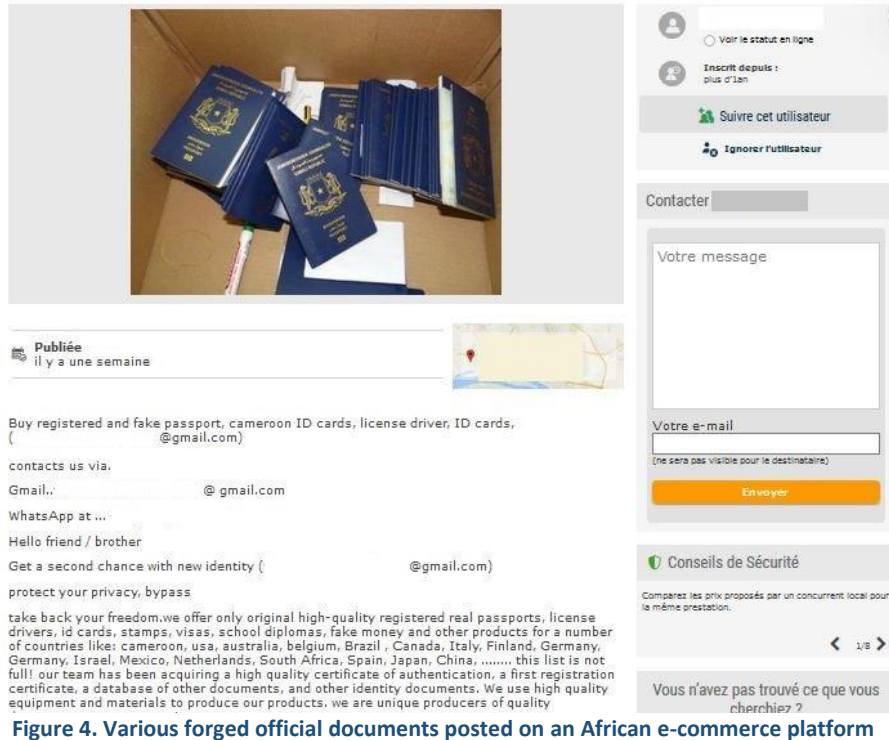 Voir le statut en ligne
Inscrit depuis :
plus d'1an
Suivre cet utilisateur
Ignorer l'utilisateur
Contacter
Votre message
Votre e-mail
(ne sera pas visible pour le destinataire)
Envoyer
Conseils de Sécurité
Comparez les prix proposés par un concurrent local pour
la même prestation.
1/8
Vous n'avez pas trouvé ce que vous
cherchiez ?
Publiée
il y a une semaine
Buy registered and fake passport, cameroon ID cards, license driver, ID cards,
( @gmail.com)
contacts us via.
Gmail.. @ gmail.com
WhatsApp at ...
Hello friend / brother
Get a second chance with new identity ( @gmail.com)
protect your privacy, bypass
take back your freedom.we offer only original high-quality registered real passports, license
drivers, id cards, stamps, visas, school diplomas, fake money and other products for a number
of countries like: cameroon, usa, australia, belgium, Brazil , Canada, Italy, Finland, Germany,
Germany, Israel, Mexico, Netherlands, South Africa, Spain, Japan, China, ........ this list is not
full! our team has been acquiring a high quality certificate of authentication, a first registration
certificate, a database of other documents, and other identity documents. We use high quality
equipment and materials to produce our products. we are unique producers of quality
Figure 4. Various forged official documents posted on an African e-commerce platform